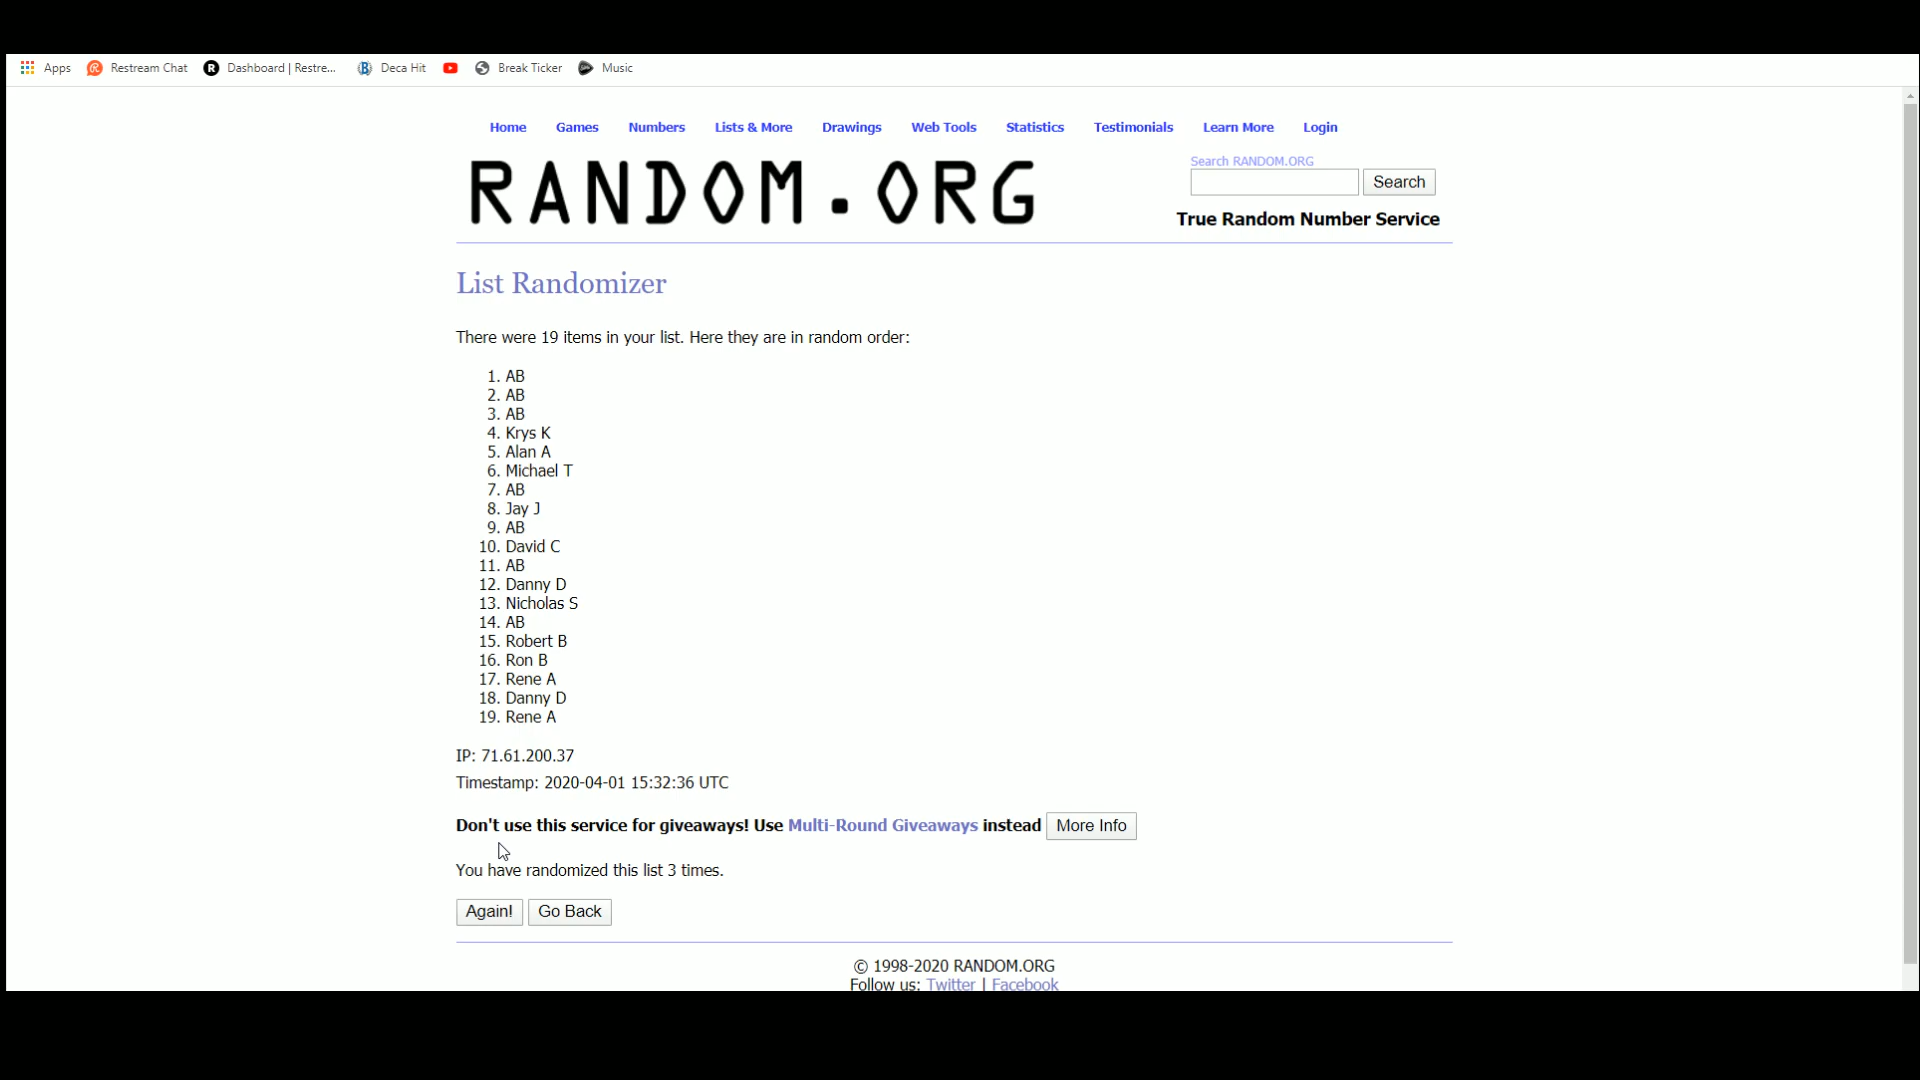 Apps Restream Chat Dashboard | Restre... Deca Hit Break Ticker Music
Home Games Numbers Lists & More Drawings Web Tools Statistics Testimonials Learn More Login
RANDOM.ORG
Search RANDOM.ORG
Search
True Random Number Service
List Randomizer
There were 19 items in your list. Here they are in random order:
1. AB
2. AB
3. AB
4. Krys K
5. Alan A
6. Michael T
7. AB
8. Jay J
9. AB
10. David C
11. AB
12. Danny D
13. Nicholas S
14. AB
15. Robert B
16. Ron B
17. Rene A
18. Danny D
19. Rene A
IP: 71.61.200.37
Timestamp: 2020-04-01 15:32:36 UTC
Don't use this service for giveaways! Use Multi-Round Giveaways instead More Info
You have randomized this list 3 times.
Again! Go Back
© 1998-2020 RANDOM.ORG
Follow us: Twitter | Facebook